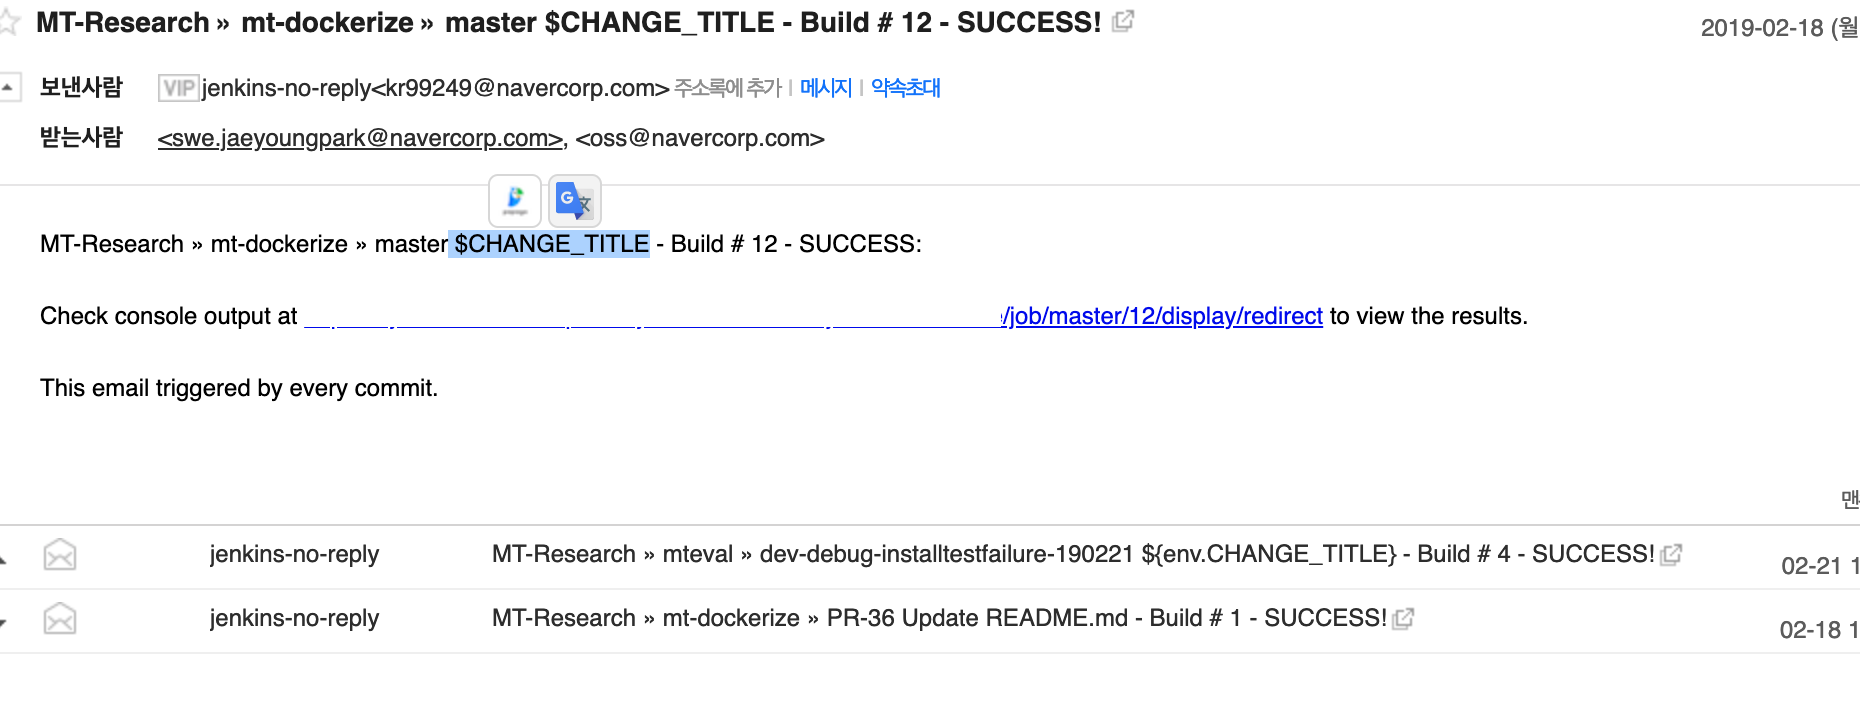 MT-Research » mt-dockerize » master $CHANGE_TITLE - Build # 12 - SUCCESS!
2019-02-18 (월
보낸사람 VIP jenkins-no-reply<kr99249@navercorp.com> 주소록에 추가 | 메시지 | 약속초대
받는사람 <swe.jaeyoungpark@navercorp.com>, <oss@navercorp.com>
MT-Research » mt-dockerize » master $CHANGE_TITLE - Build # 12 - SUCCESS:
Check console output at /job/master/12/display/redirect to view the results.
This email triggered by every commit.
맨
jenkins-no-reply MT-Research » mteval » dev-debug-installtestfailure-190221 ${env.CHANGE_TITLE} - Build # 4 - SUCCESS! 02-21 1
jenkins-no-reply MT-Research » mt-dockerize » PR-36 Update README.md - Build # 1 - SUCCESS! 02-18 1